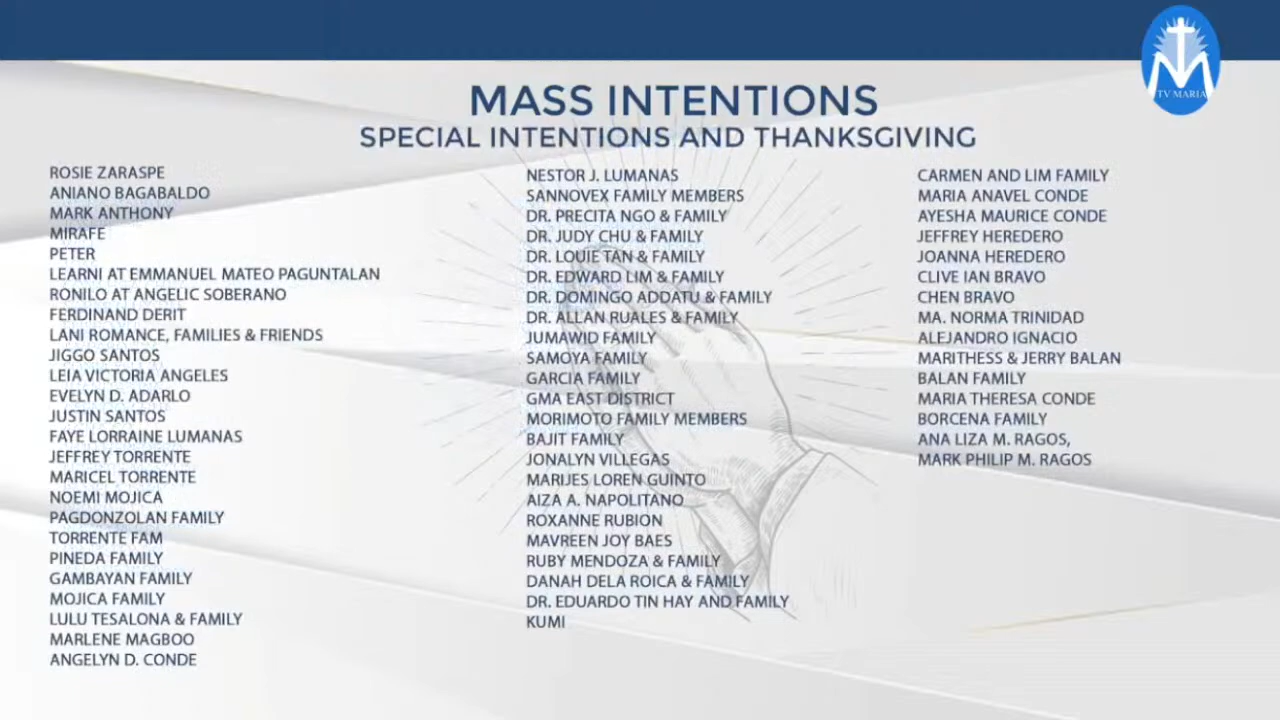 MASS INTENTIONS
SPECIAL INTENTIONS AND THANKSGIVING
ROSIE ZARASPE
ANIANO BAGABALDO
MARK ANTHONY
MIRAFE
PETER
LEARNI AT EMMANUEL MATEO PAGUNTALAN
RONILO AT ANGELIC SOBERANO
FERDINAND DERIT
LANI ROMANCE, FAMILIES & FRIENDS
JIGGO SANTOS
LEIA VICTORIA ANGELES
EVELYN D. ADARLO
JUSTIN SANTOS
FAYE LORRAINE LUMANAS
JEFFREY TORRENTE
MARICEL TORRENTE
NOEMI MOJICA
PAGDONZOLAN FAMILY
TORRENTE FAM
PINEDA FAMILY
GAMBAYAN FAMILY
MOJICA FAMILY
LULU TESALONA & FAMILY
MARLENE MAGBOO
ANGELYN D. CONDE
NESTOR J. LUMANAS
SANNOVEX FAMILY MEMBERS
DR. PRECITA NGO & FAMILY
DR. JUDY CHU & FAMILY
DR. LOUIE TAN & FAMILY
DR. EDWARD LIM & FAMILY
DR. DOMINGO ADDATU & FAMILY
DR. ALLAN RUALES & FAMILY
JUMAWID FAMILY
SAMOYA FAMILY
GARCIA FAMILY
GMA EAST DISTRICT
MORIMOTO FAMILY MEMBERS
BAJIT FAMILY
JONALYN VILLEGAS
MARIJES LOREN GUINTO
AIZA A. NAPOLITANO
ROXANNE RUBION
MAVREEN JOY BAES
RUBY MENDOZA & FAMILY
DANAH DELA ROICA & FAMILY
DR. EDUARDO TIN HAY AND FAMILY
KUMI
CARMEN AND LIM FAMILY
MARIA ANAVEL CONDE
AYESHA MAURICE CONDE
JEFFREY HEREDERO
JOANNA HEREDERO
CLIVE IAN BRAVO
CHEN BRAVO
MA. NORMA TRINIDAD
ALEJANDRO IGNACIO
MARITHESS & JERRY BALAN
BALAN FAMILY
MARIA THERESA CONDE
BORCENA FAMILY
ANA LIZA M. RAGOS,
MARK PHILIP M. RAGOS
TV MARIA